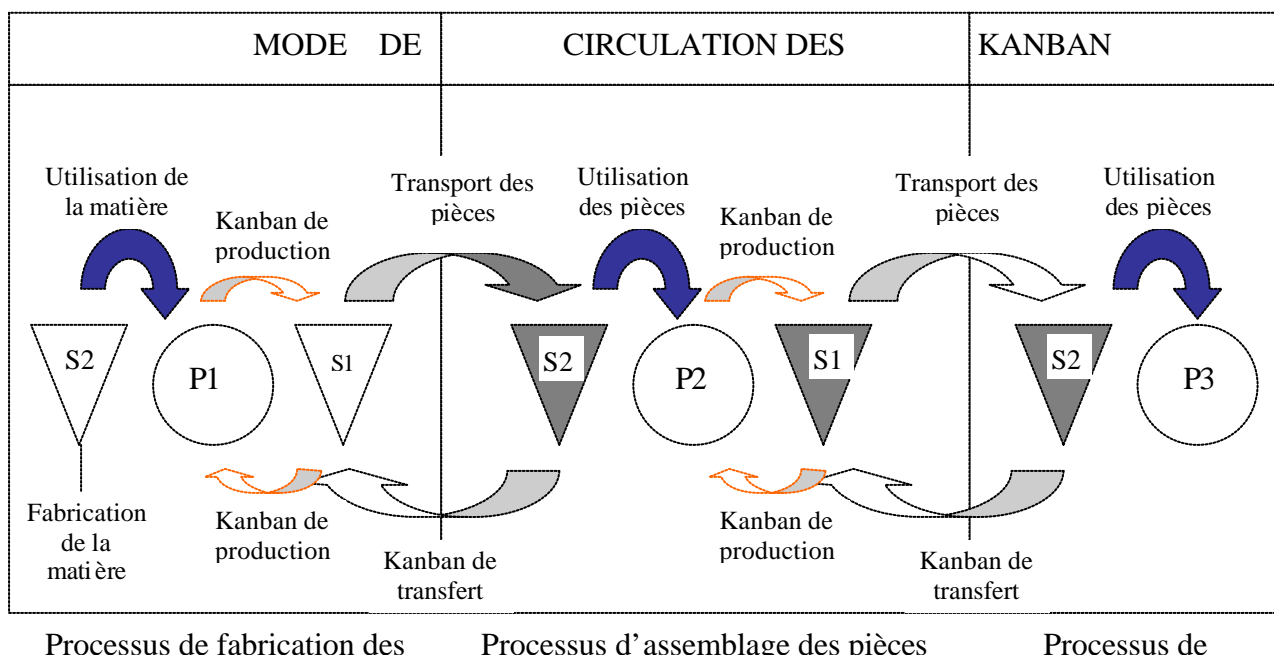 MODE DE CIRCULATION DES KANBAN
Utilisation de
la matière
Kanban de
production
Transport des
pièces
Utilisation
des pièces
Kanban de
production
Transport des
pièces
Utilisation
des pièces
S2
P1
S1
S2
P2
S1
S2
P3
Fabrication
de la
matière
Kanban de
production
Kanban de
transfert
Kanban de
production
Kanban de
transfert
Processus de fabrication des
Processus d'assemblage des pièces
Processus de